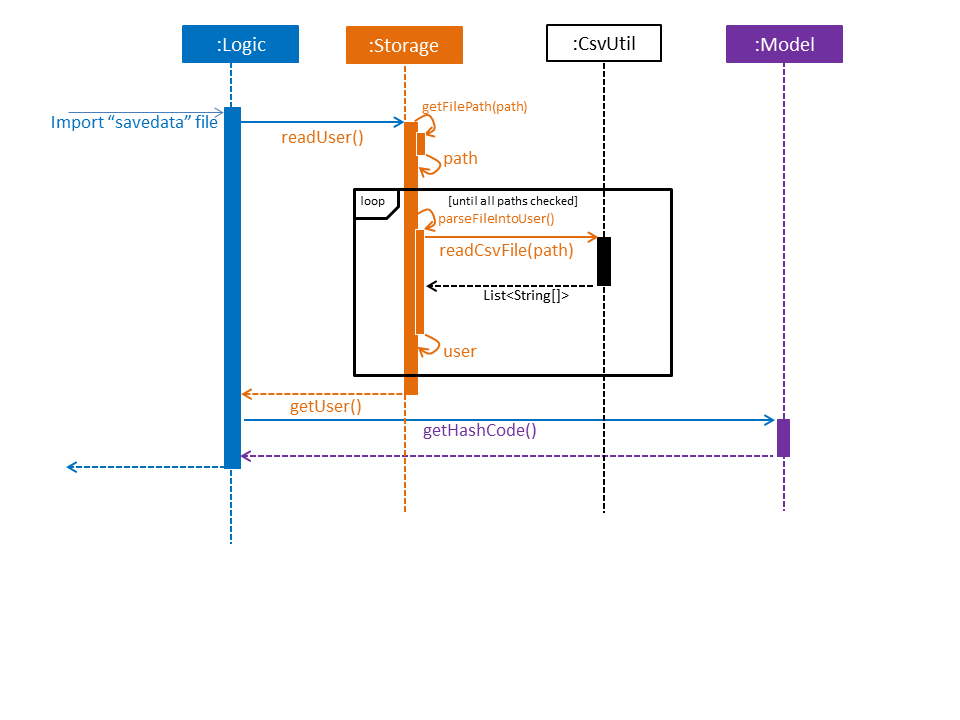 :Logic
:Storage
:CsvUtil
:Model
getFilePath(path)
Import “savedata” file
readUser()
path
loop
[until all paths checked]
parseFileIntoUser()
readCsvFile(path)
List<String[]>
user
getUser()
getHashCode()